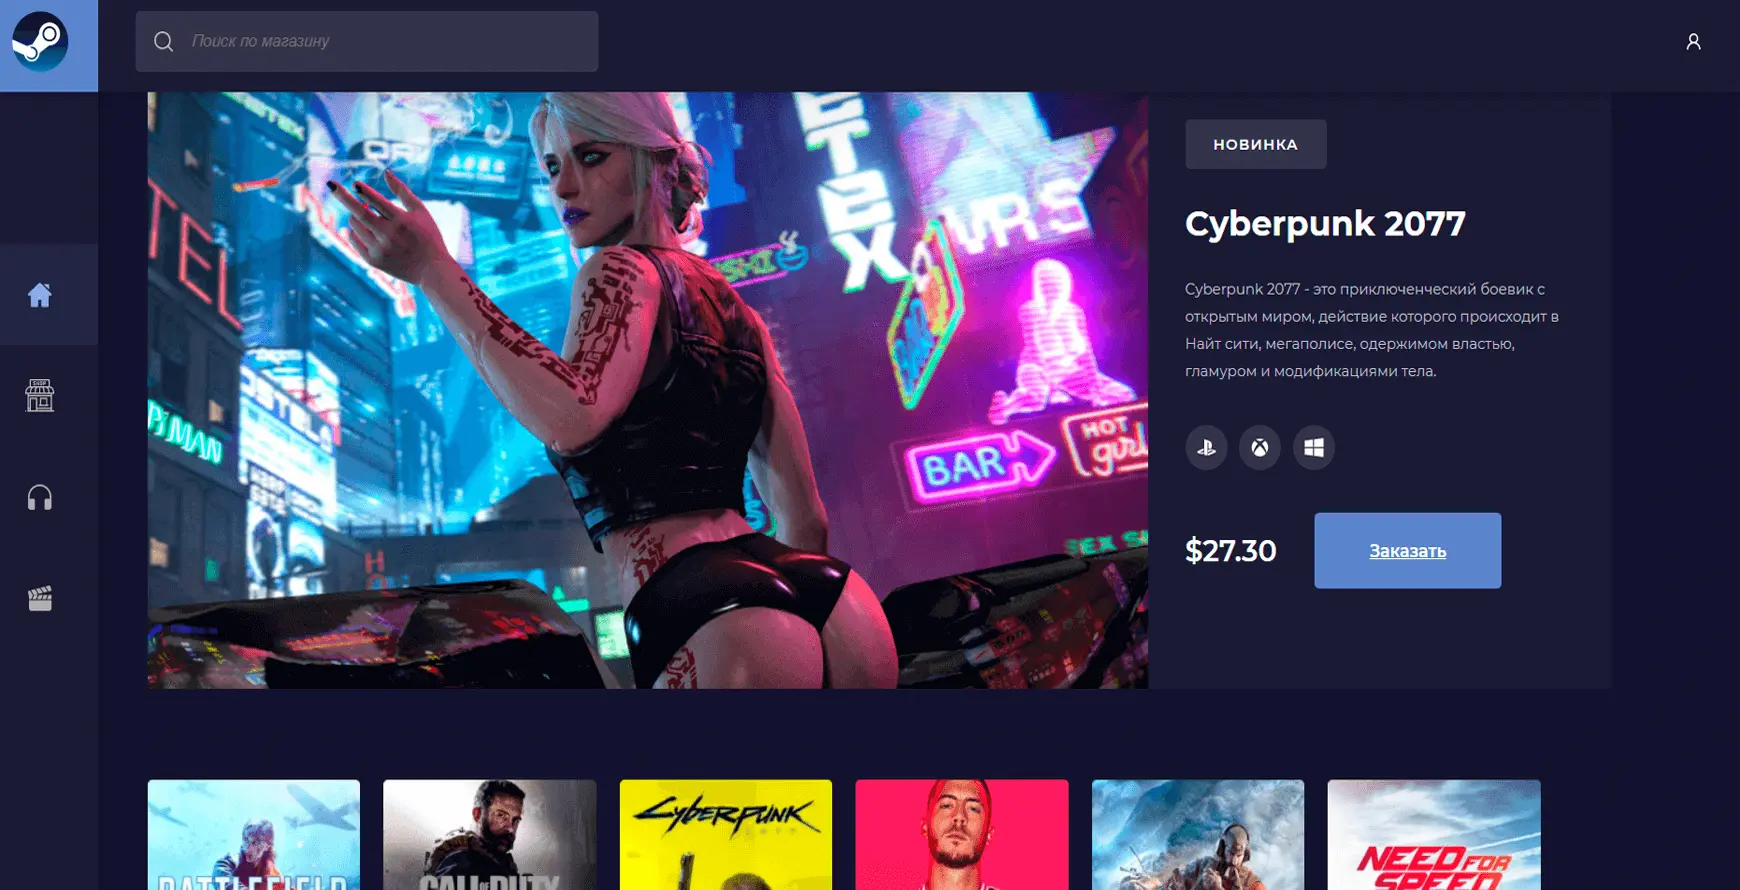 Поиск по магазину
НОВИНКА
Cyberpunk 2077
Cyberpunk 2077 - это приключенческий боевик с
открытым миром, действие которого происходит в
Найт сити, мегаполисе, одержимом властью,
гламуром и модификациями тела.
$27.30
Заказать
SHOP
BAR
HOT
girl
CYBERPUNK
BATTLEFIELD
CALL OF DUTY
NEED FOR
SPEED